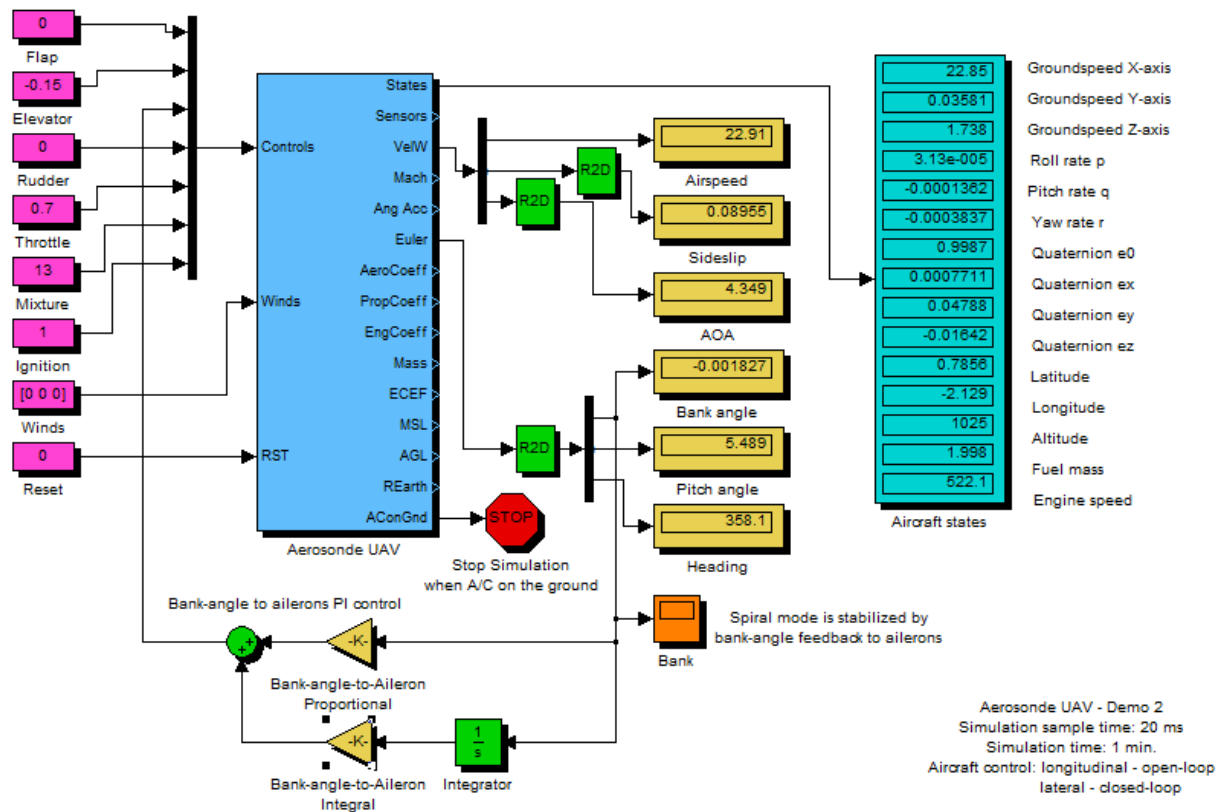 0
Flap
-0.15
Elevator
0
Rudder
0.7
Throttle
13
Mixture
1
Ignition
[0 0 0]
Winds
0
Reset
Controls
Winds
RST
States
Sensors
VelW
Mach
Ang Acc
Euler
AeroCoeff
PropCoeff
EngCoeff
Mass
ECEF
MSL
AGL
REarth
AConGnd
Aerosonde UAV
R2D
R2D
R2D
STOP
Stop Simulation
when A/C on the ground
22.91
Airspeed
0.08955
Sideslip
4.349
AOA
-0.001827
Bank angle
5.489
Pitch angle
358.1
Heading
22.85
0.03581
1.738
3.13e-005
-0.0001362
-0.0003837
0.9987
0.0007711
0.04788
-0.01642
0.7856
-2.129
1025
1.998
522.1
Aircraft states
Groundspeed X-axis
Groundspeed Y-axis
Groundspeed Z-axis
Roll rate p
Pitch rate q
Yaw rate r
Quaternion e0
Quaternion ex
Quaternion ey
Quaternion ez
Latitude
Longitude
Altitude
Fuel mass
Engine speed
Bank-angle to ailerons PI control
+
+
-K-
Bank-angle-to-Aileron
Proportional
-K-
Bank-angle-to-Aileron
Integral
1
s
Integrator
Bank
Spiral mode is stabilized by
bank-angle feedback to ailerons
Aerosonde UAV - Demo 2
Simulation sample time: 20 ms
Simulation time: 1 min.
Aircraft control: longitudinal - open-loop
lateral - closed-loop